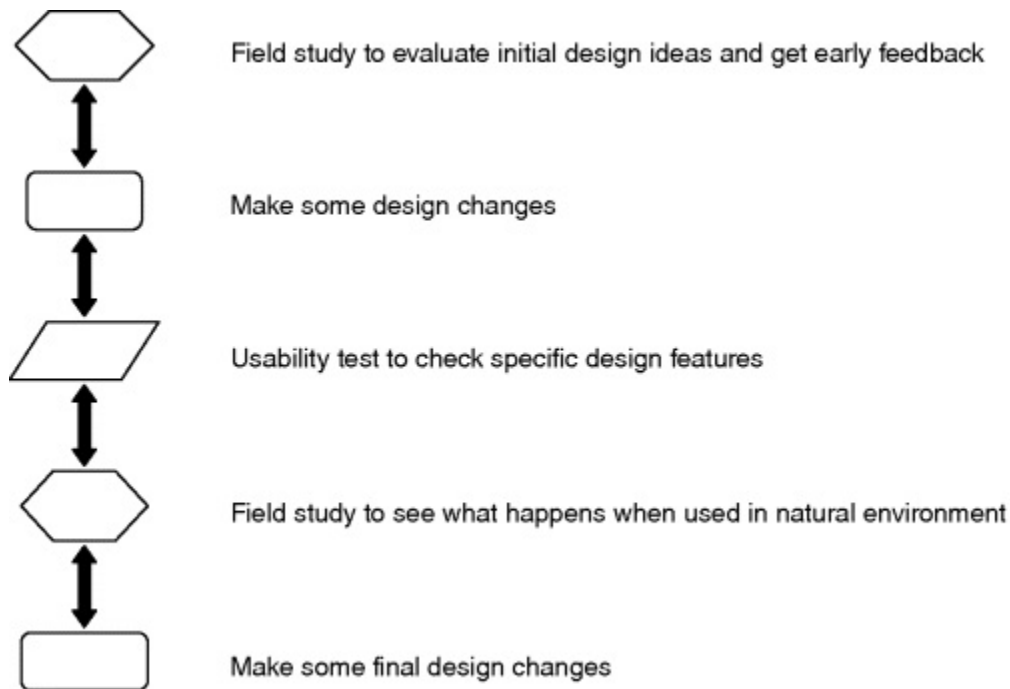 Field study to evaluate initial design ideas and get early feedback
Make some design changes
Usability test to check specific design features
Field study to see what happens when used in natural environment
Make some final design changes